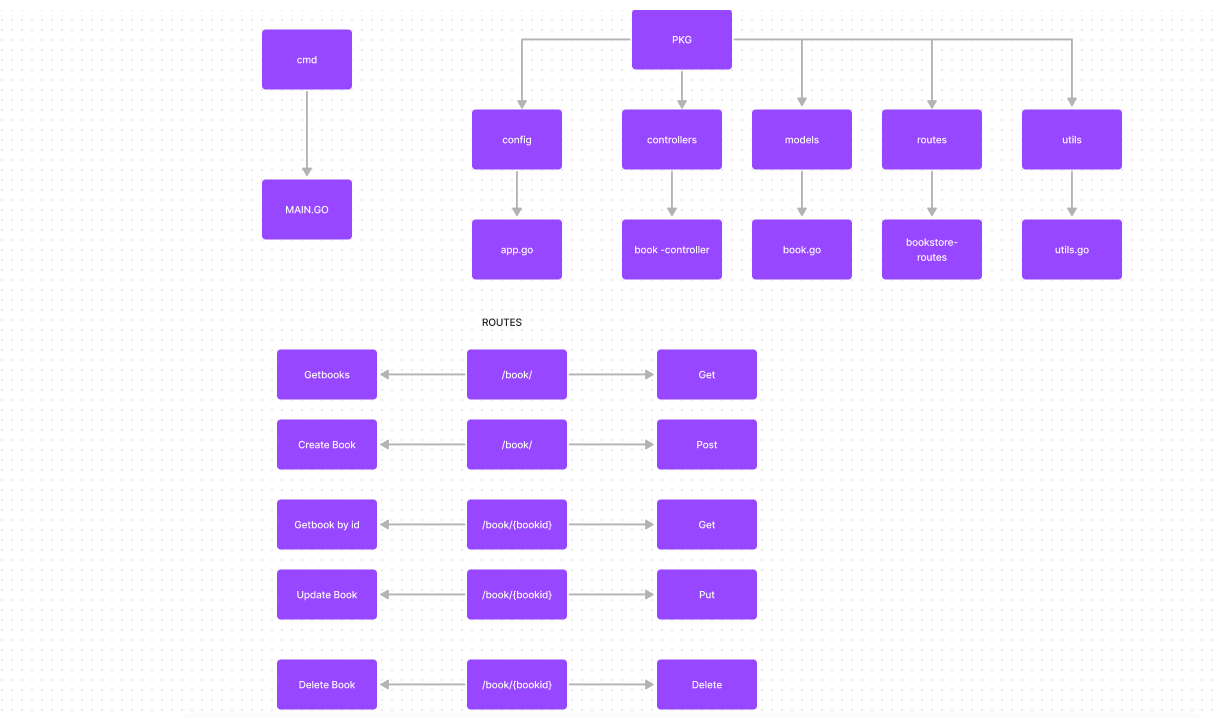 PKG
cmd
config
controllers
models
routes
utils
MAIN.GO
app.go
book -controller
book.go
bookstore-
routes
utils.go
ROUTES
Getbooks
/book/
Get
Create Book
/book/
Post
Getbook by id
/book/{bookid}
Get
Update Book
/book/{bookid}
Put
Delete Book
/book/{bookid}
Delete